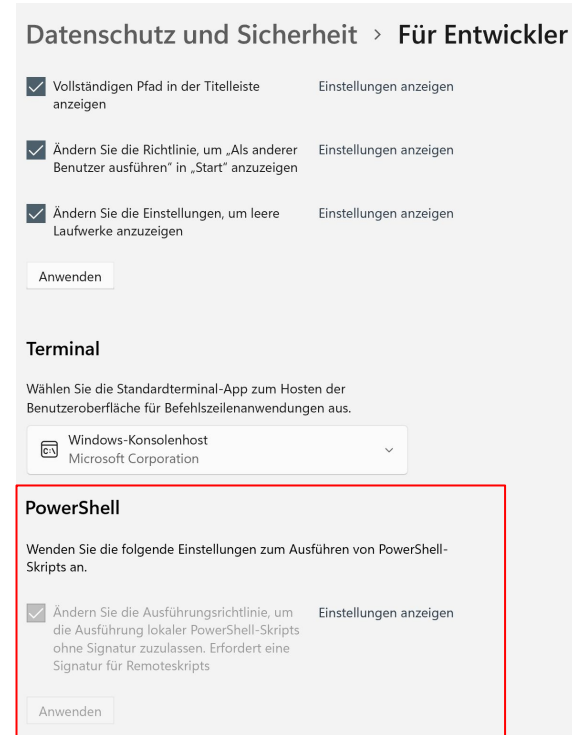 Datenschutz und Sicherheit > Für Entwickler
Vollständigen Pfad in der Titelleiste
anzeigen
Einstellungen anzeigen
Ändern Sie die Richtlinie, um „Als anderer
Benutzer ausführen” in „Start” anzuzeigen
Einstellungen anzeigen
Ändern Sie die Einstellungen, um leere
Laufwerke anzuzeigen
Einstellungen anzeigen
Anwenden
Terminal
Wählen Sie die Standardterminal-App zum Hosten der
Benutzeroberfläche für Befehlszeilenanwendungen aus.
C:\
Windows-Konsolenhost
Microsoft Corporation
PowerShell
Wenden Sie die folgende Einstellungen zum Ausführen von PowerShell-
Skripts an.
Ändern Sie die Ausführungsrichtlinie, um
die Ausführung lokaler PowerShell-Skripts
ohne Signatur zuzulassen. Erfordert eine
Signatur für Remoteskripts
Einstellungen anzeigen
Anwenden